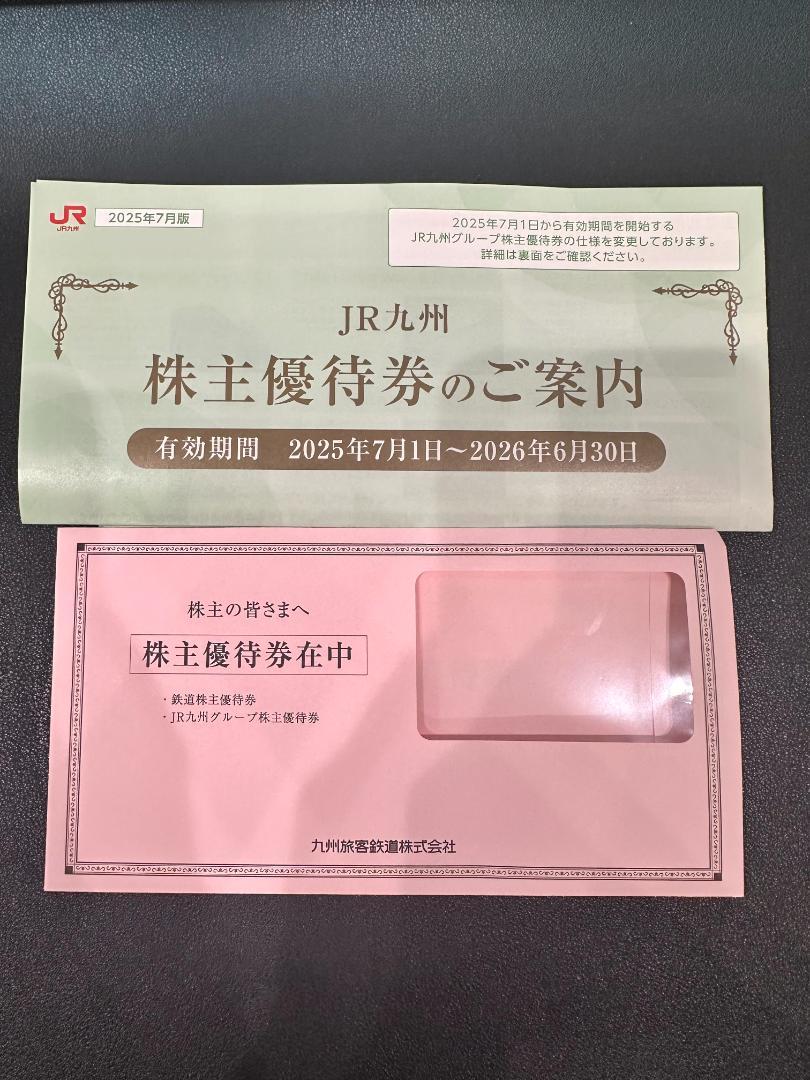 JR
JR九州
2025年7月版
2025年7月1日から有効期間を開始する
JR九州グループ株主優待券の仕様を変更しております。
詳細は裏面をご確認ください。
JR九州
株主優待券のご案内
有効期間　2025年7月1日～2026年6月30日
株主の皆さまへ
株主優待券在中
・鉄道株主優待券
・JR九州グループ株主優待券
九州旅客鉄道株式会社